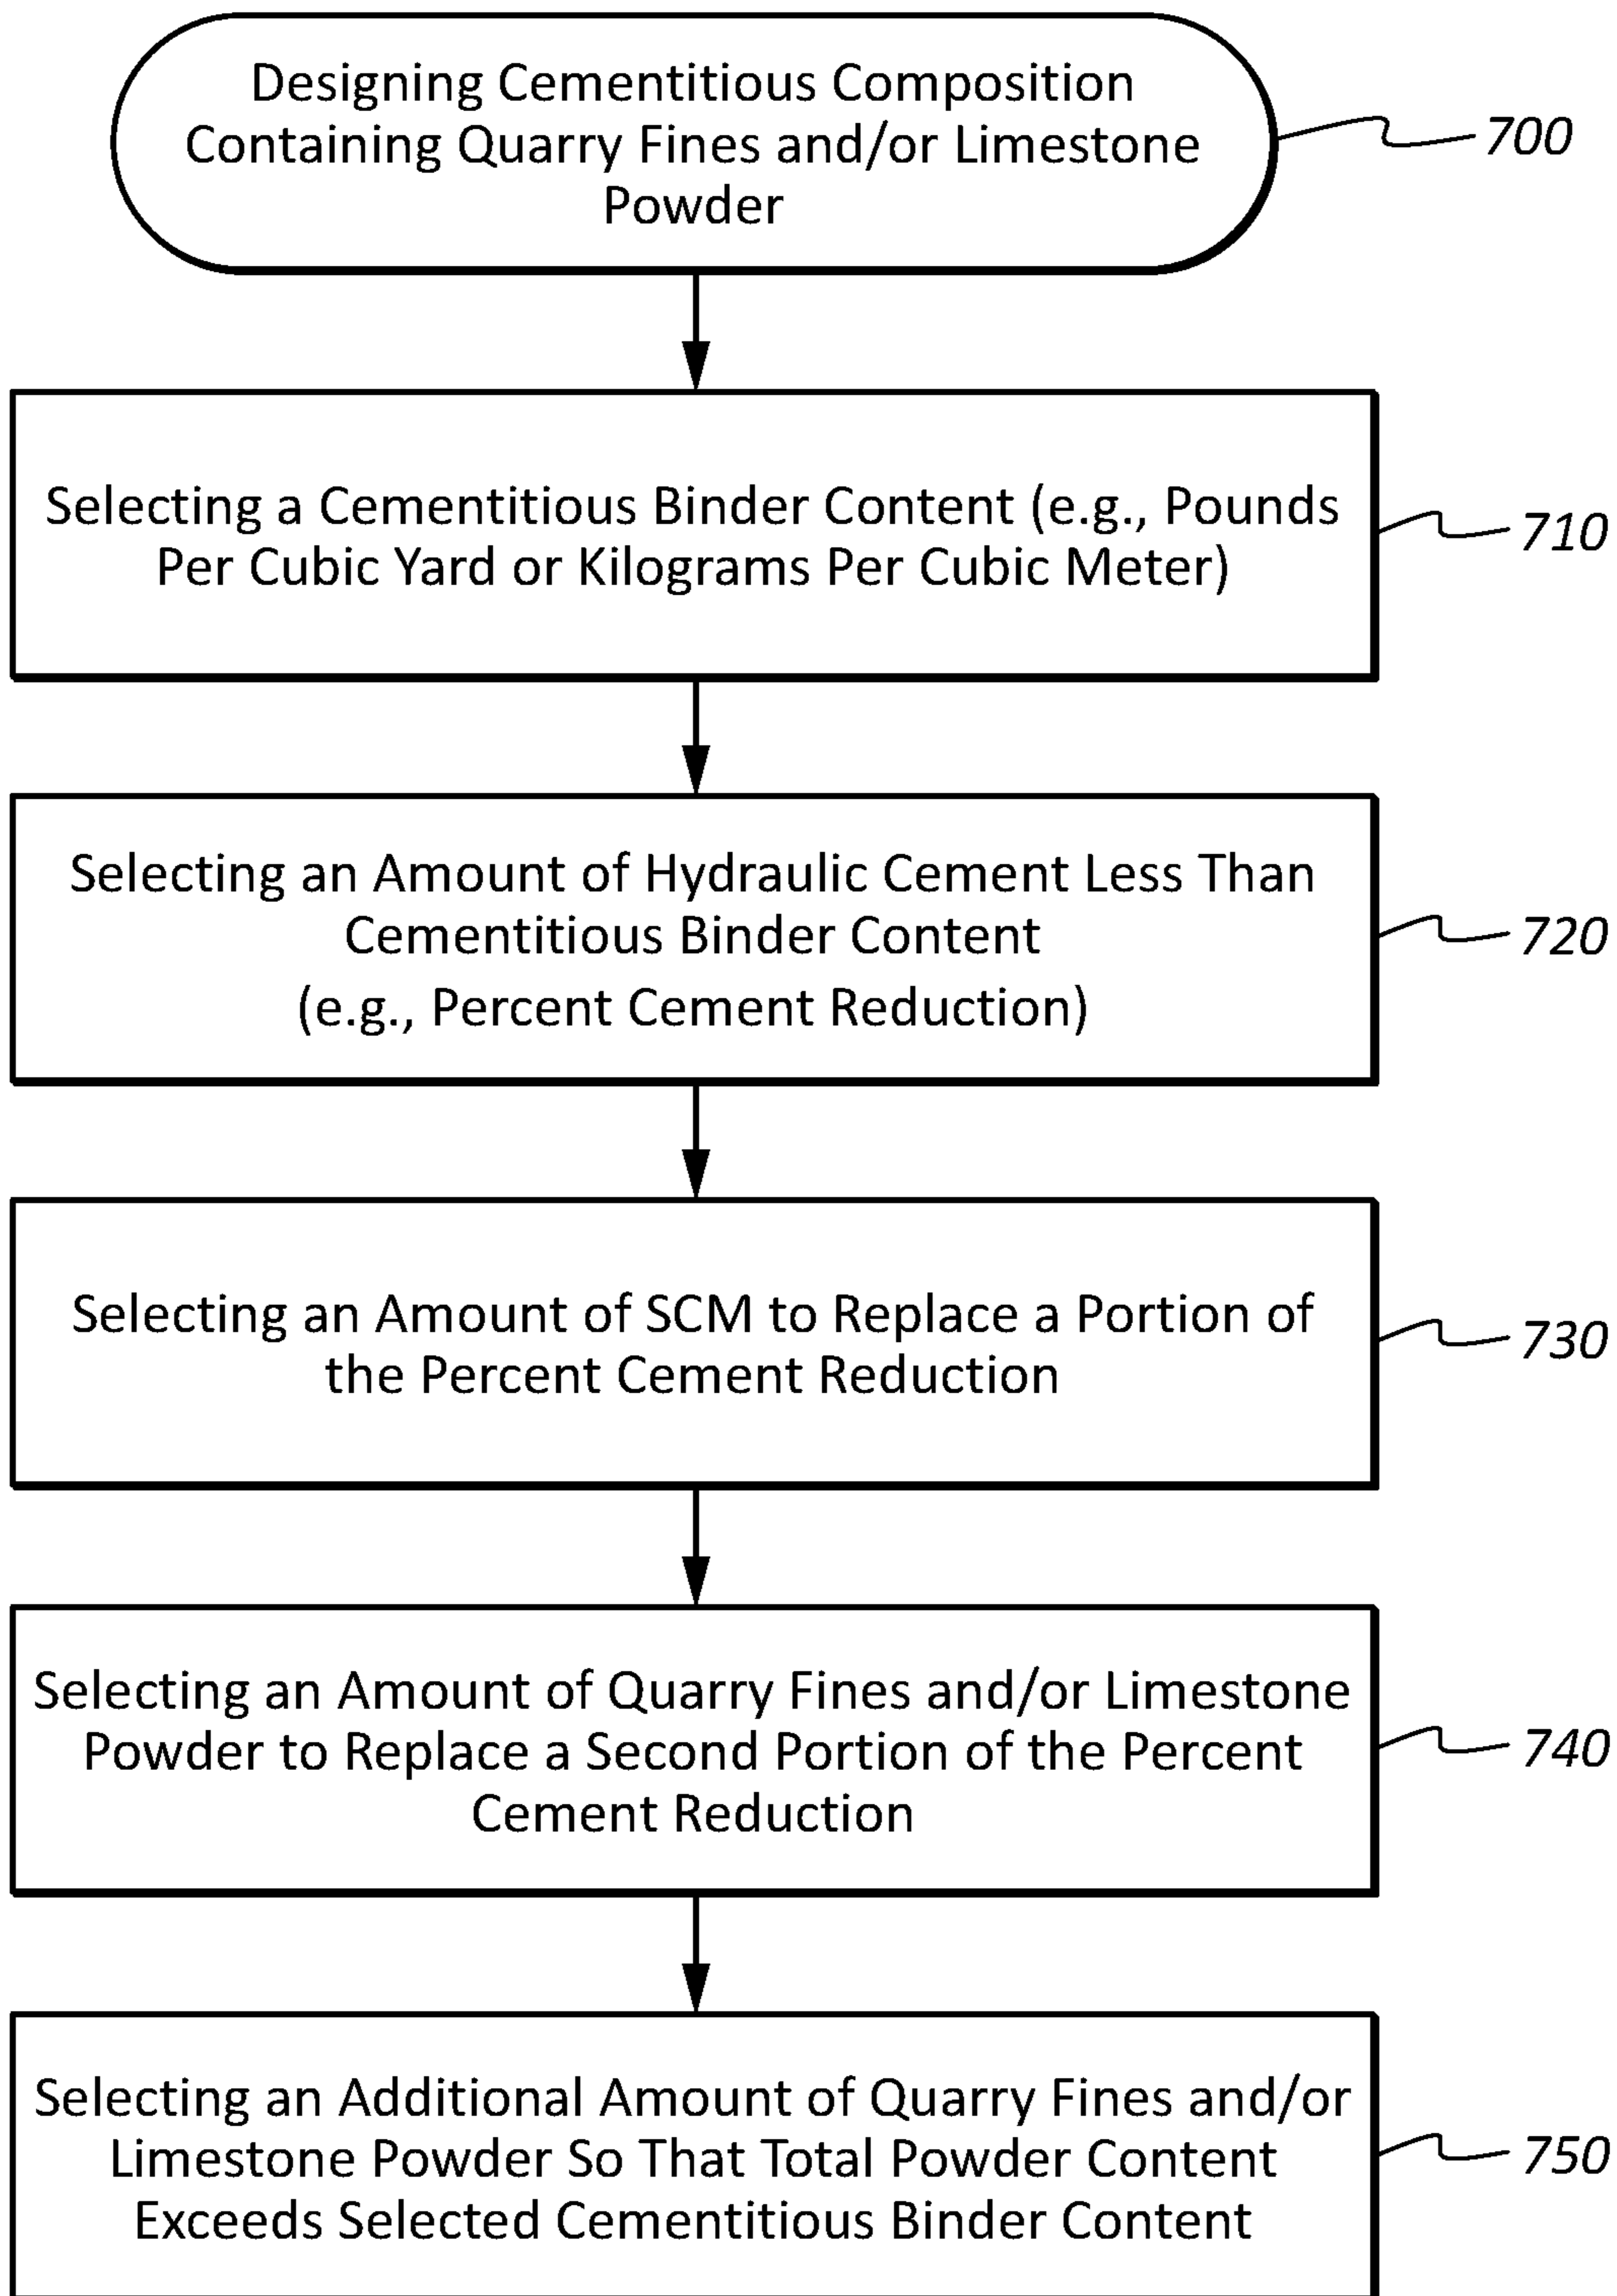 Designing Cementitious Composition
Containing Quarry Fines and/or Limestone
Powder
700
Selecting a Cementitious Binder Content (e.g., Pounds
Per Cubic Yard or Kilograms Per Cubic Meter)
710
Selecting an Amount of Hydraulic Cement Less Than
Cementitious Binder Content
(e.g., Percent Cement Reduction)
720
Selecting an Amount of SCM to Replace a Portion of
the Percent Cement Reduction
730
Selecting an Amount of Quarry Fines and/or Limestone
Powder to Replace a Second Portion of the Percent
Cement Reduction
740
Selecting an Additional Amount of Quarry Fines and/or
Limestone Powder So That Total Powder Content
Exceeds Selected Cementitious Binder Content
750